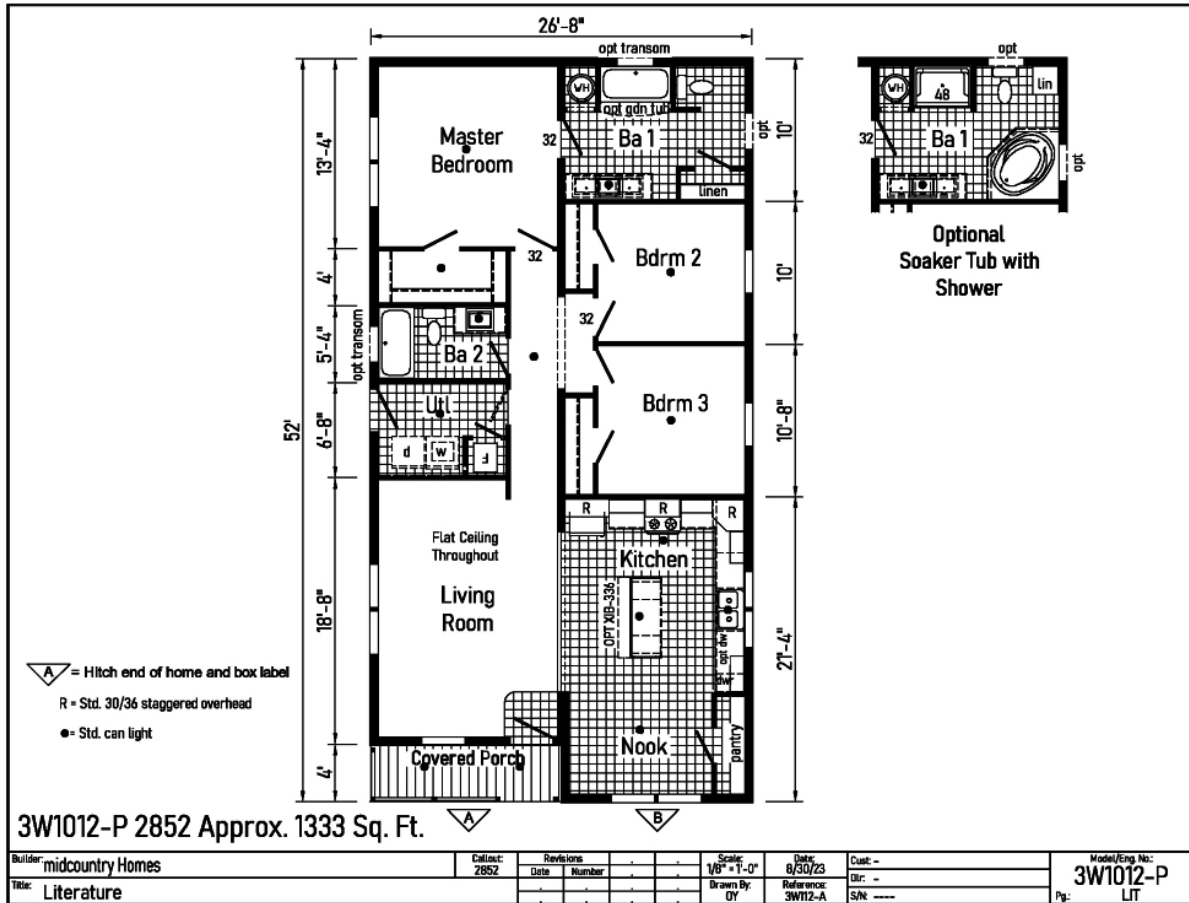 26'-8"
opt transom
opt
WH
opt gdn tub
Master
Bedroom
32
Ba 1
opt
10'
13'-4"
linen
WH
48
lin
32
Ba 1
opt
Optional
Soaker Tub with
Shower
32
Bdrm 2
10'
4'
32
opt transom
5'-4"
Ba 2
52'
6'-8"
Utl
d
w
F
Bdrm 3
10'-8"
R
R
R
Kitchen
Flat Ceiling
Throughout
Living
Room
18'-8"
OPT XIB-336
opt dw
dwr
21'-4"
A = Hitch end of home and box label
R = Std. 30/36 staggered overhead
●= Std. can light
Nook
pantry
Covered Porch
4'
A
B
3W1012-P 2852 Approx. 1333 Sq. Ft.
Builder: midcountry Homes
Callout:
2852
Revisions
Date Number
Scale:
1/8" = 1'-0"
Date:
8/30/23
Cust: -
Model/Eng. No.:
3W1012-P
Title: Literature
Drawn By:
DY
Reference:
3W112-A
Dlr: -
S/N: ----
Pg.: LIT